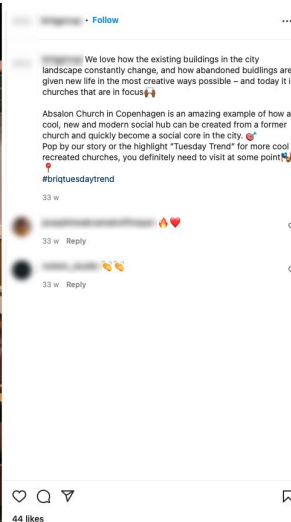 • Follow
We love how the existing buildings in the city
landscape constantly change, and how abandoned buidlings are
given new life in the most creative ways possible – and today it i
churches that are in focus🙌🏾
Absalon Church in Copenhagen is an amazing example of how a
cool, new and modern social hub can be created from a former
church and quickly become a social core in the city. 🎯
Pop by our story or the highlight "Tuesday Trend" for more cool
recreated churches, you definitely need to visit at some point
📍
#briqtuesdaytrend
33 w
🔥❤️
33 w Reply
👏👏
33 w Reply
44 likes